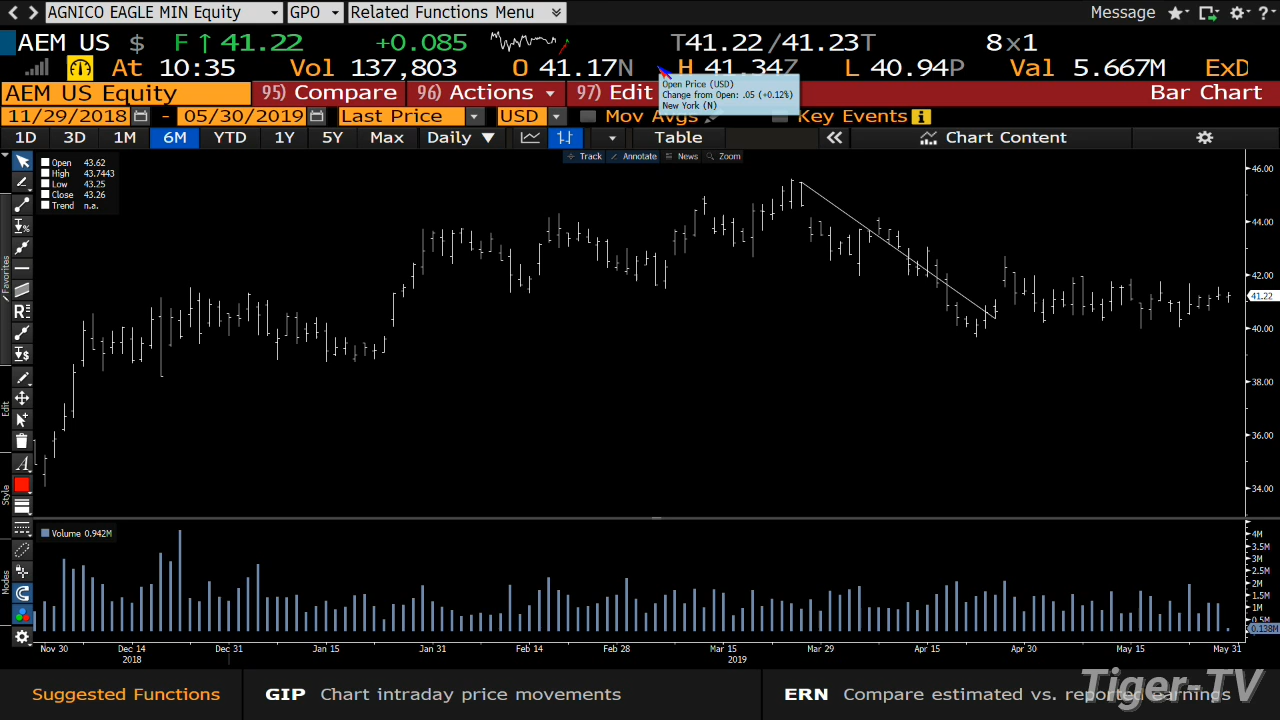 AGNICO EAGLE MIN Equity GPO Related Functions Menu Message ?
AEM US $ F ↑ 41.22 +0.085 T41.22 /41.23T 8x1
At 10:35 Vol 137,803 O 41.17N H 41.34Z L 40.94P Val 5.667M ExD
Open Price (USD)
Change from Open: .05 (+0.12%)
New York (N)
AEM US Equity 95) Compare 96) Actions 97) Edit Bar Chart
11/29/2018 - 05/30/2019 Last Price USD Mov Avgs Key Events i
1D 3D 1M 6M YTD 1Y 5Y Max Daily ▼ Table « Chart Content
Track Annotate News Zoom
Open 43.62
High 43.7443
Low 43.25
Close 43.26
Trend n.a.
Favorites
Edit
Style
Modes
46.00
44.00
42.00
41.22
40.00
38.00
36.00
34.00
Volume 0.942M
4M
3.5M
3M
2.5M
2M
1.5M
1M
0.5M
0.138M
Nov 30 Dec 14 Dec 31 Jan 15 Jan 31 Feb 14 Feb 28 Mar 15 Mar 29 Apr 15 Apr 30 May 15 May 31
2018 2019
Suggested Functions GIP Chart intraday price movements ERN Compare estimated vs. reported earnings
Tiger-TV